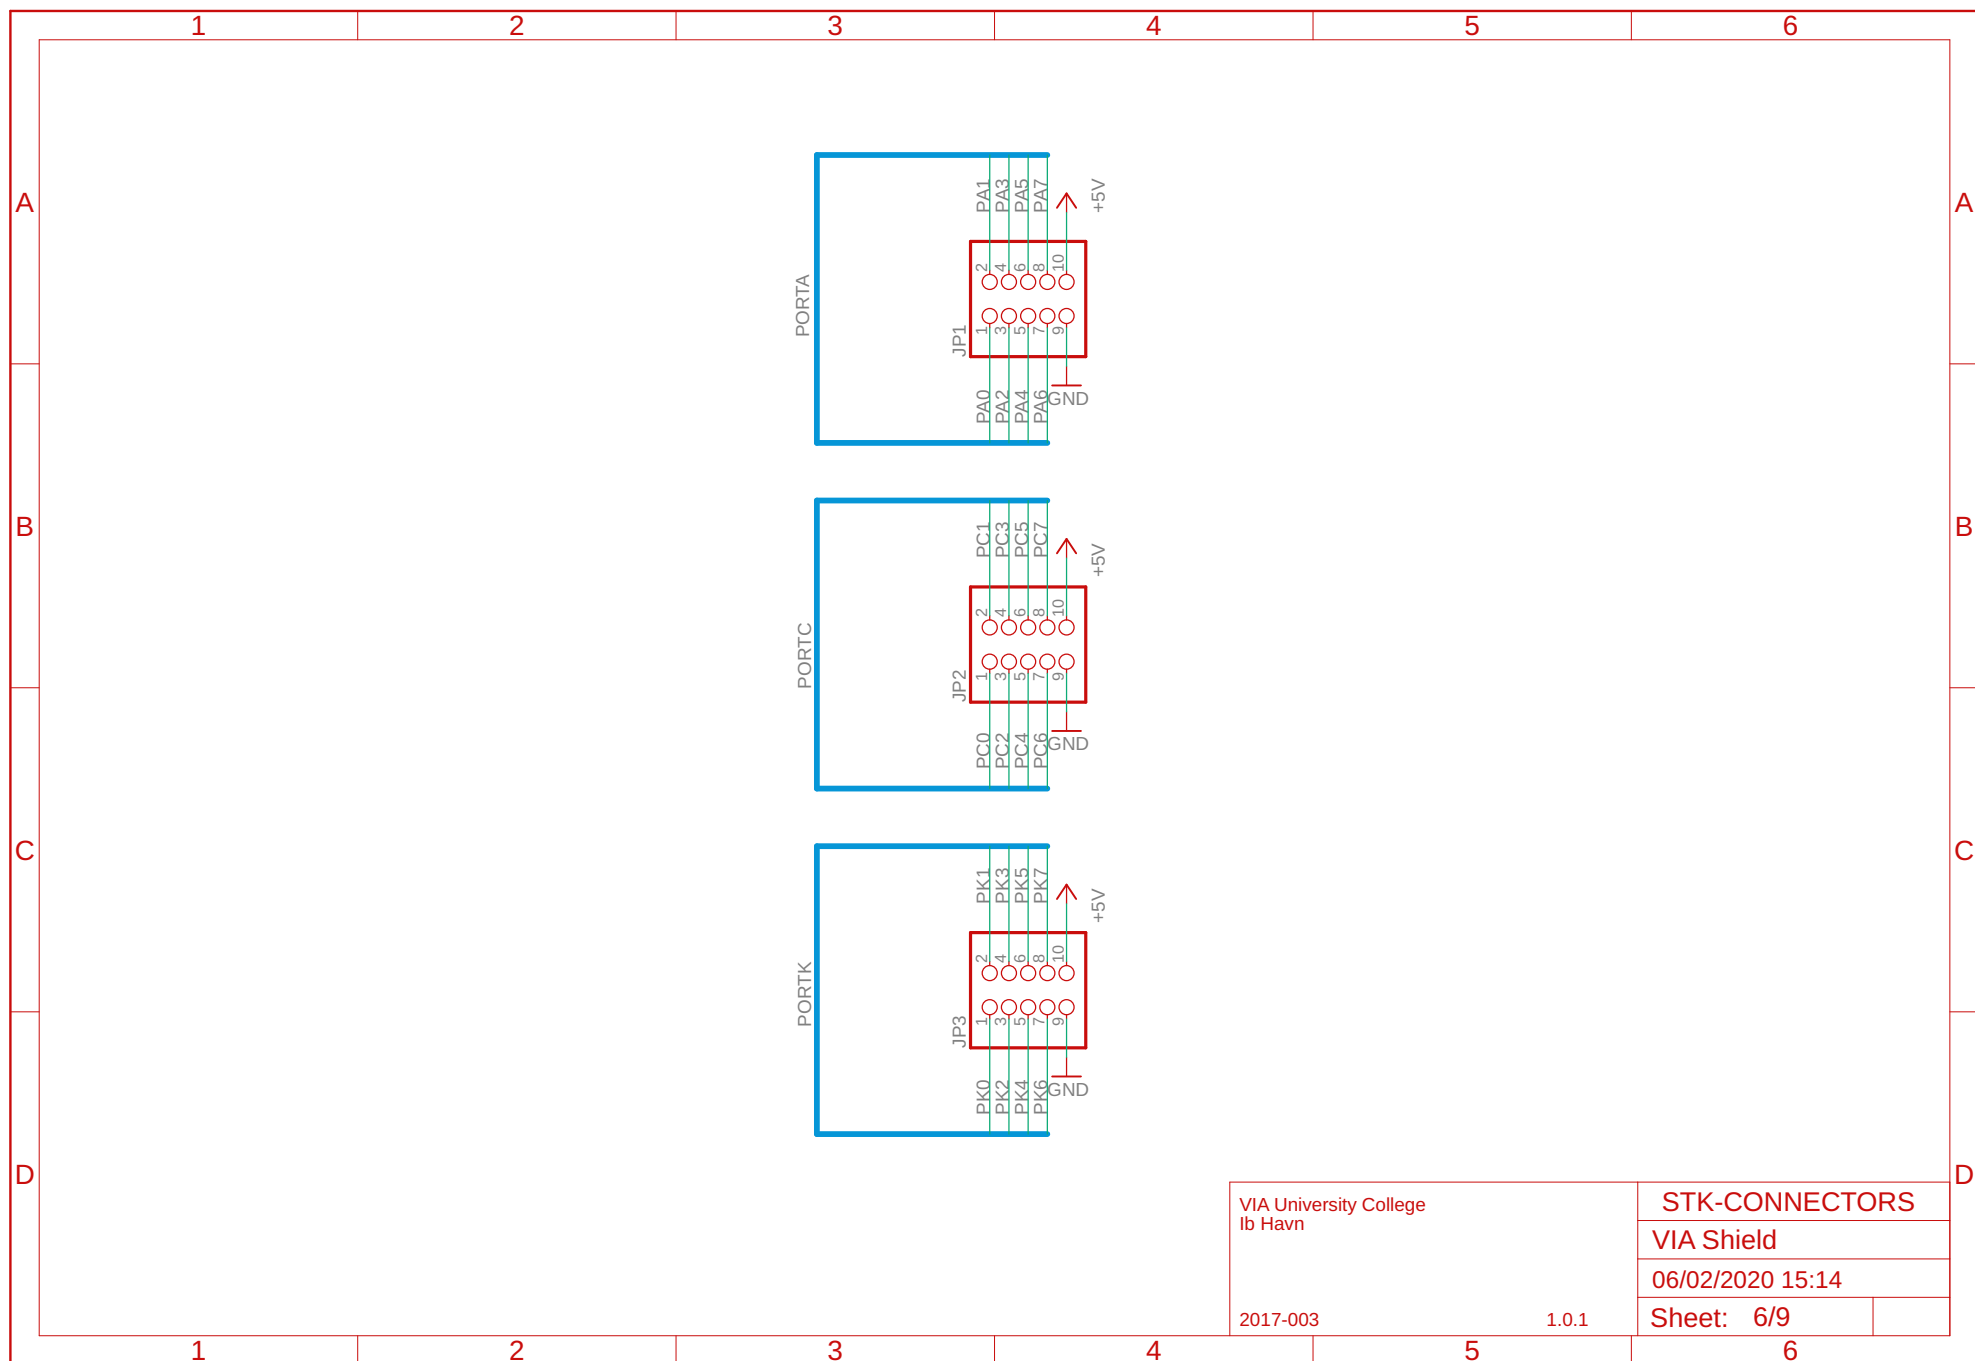 1 2 3 4 5 6
A A
PA1 PA3 PA5 PA7 +5V
2 4 6 8 10
PORTA
JP1
1 3 5 7 9
PA0 PA2 PA4 PA6 GND
B B
PC1 PC3 PC5 PC7 +5V
2 4 6 8 10
PORTC
JP2
1 3 5 7 9
PC0 PC2 PC4 PC6 GND
C C
PK1 PK3 PK5 PK7 +5V
2 4 6 8 10
PORTK
JP3
1 3 5 7 9
PK0 PK2 PK4 PK6 GND
D D
VIA University College
Ib Havn
2017-003 1.0.1
STK-CONNECTORS
VIA Shield
06/02/2020 15:14
Sheet: 6/9
1 2 3 4 5 6